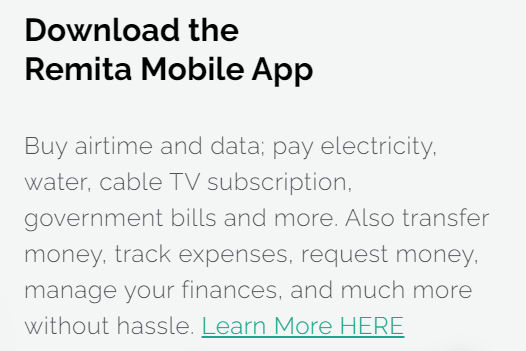 Download the
Remita Mobile App
Buy airtime and data; pay electricity,
water, cable TV subscription,
government bills and more. Also transfer
money, track expenses, request money,
manage your finances, and much more
without hassle. Learn More HERE